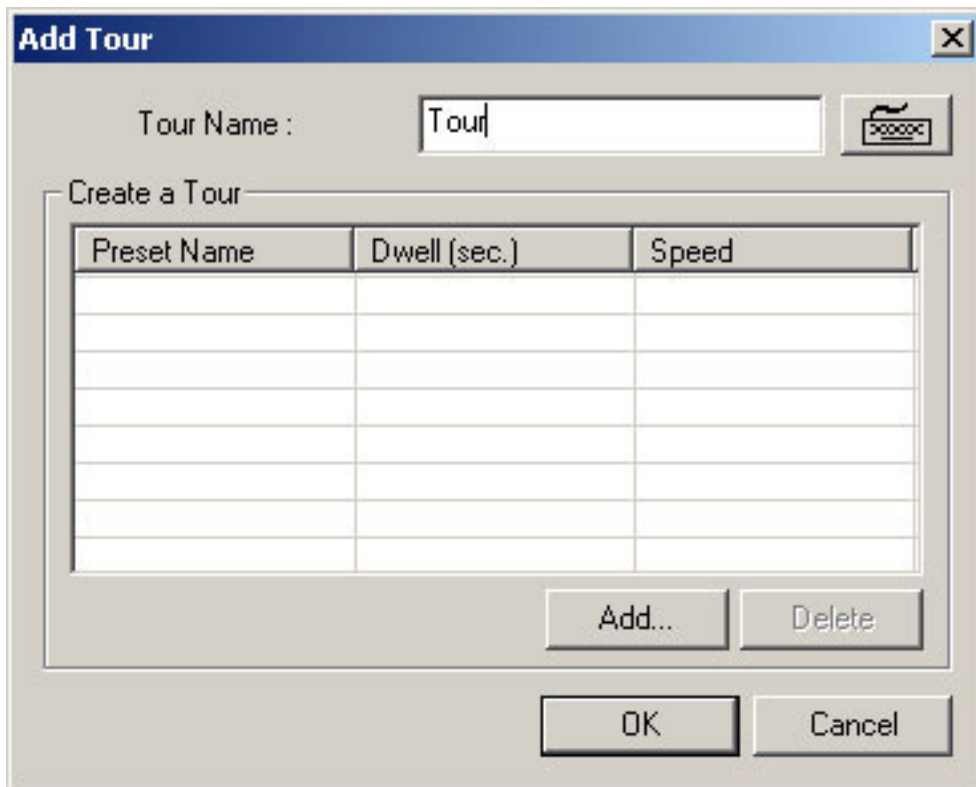 Add Tour
Tour Name :
Tour
Create a Tour
Preset Name Dwell (sec.) Speed
Add... Delete
OK Cancel